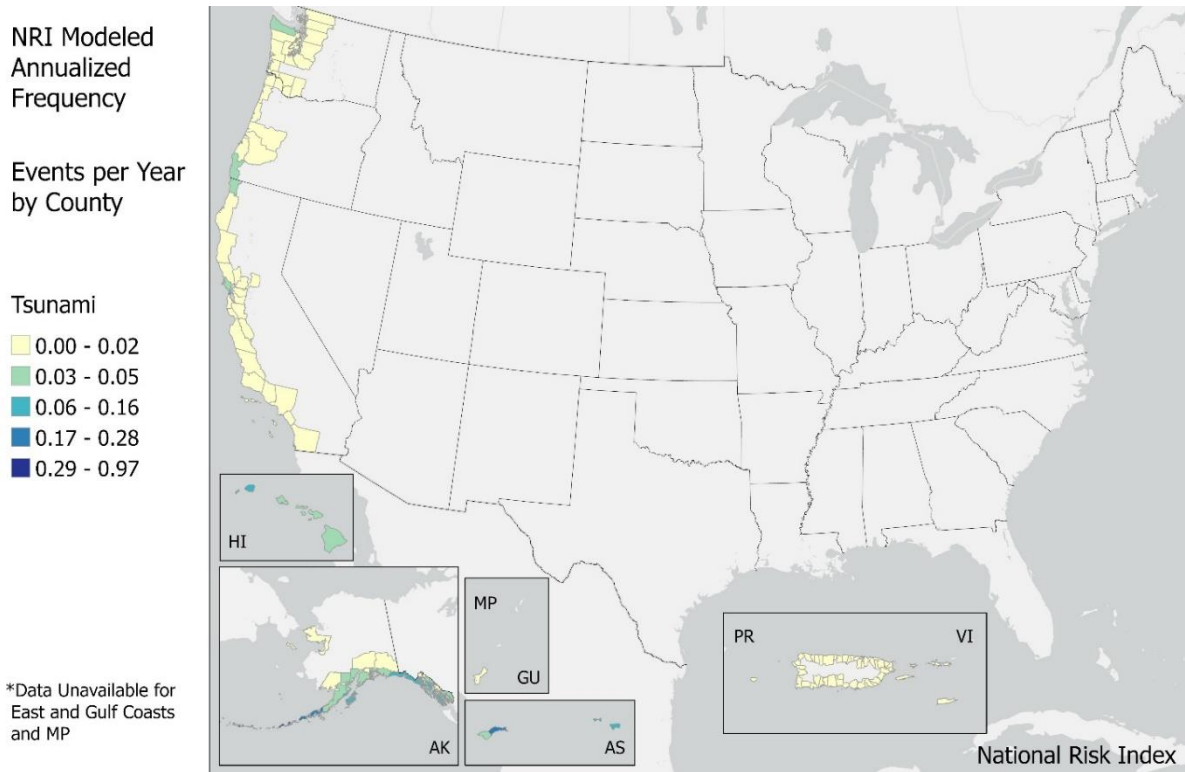 NRI Modeled
Annualized
Frequency
Events per Year
by County
Tsunami
0.00 - 0.02
0.03 - 0.05
0.06 - 0.16
0.17 - 0.28
0.29 - 0.97
*Data Unavailable for
East and Gulf Coasts
and MP
HI
AK
MP
GU
AS
PR VI
National Risk Index